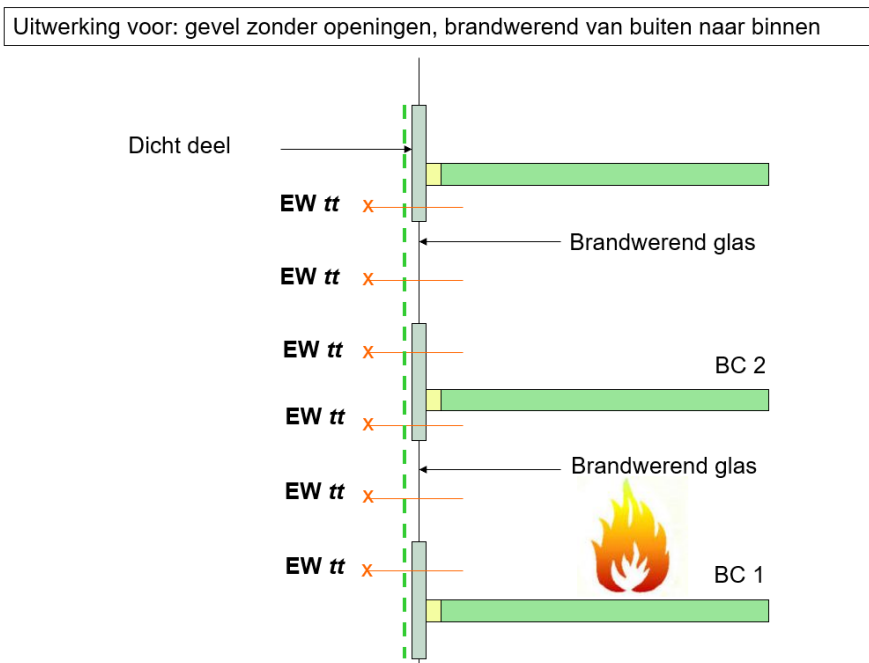 Uitwerking voor: gevel zonder openingen, brandwerend van buiten naar binnen
Dicht deel
EW tt x
Brandwerend glas
EW tt x
EW tt x
BC 2
EW tt x
Brandwerend glas
EW tt x
EW tt x
BC 1